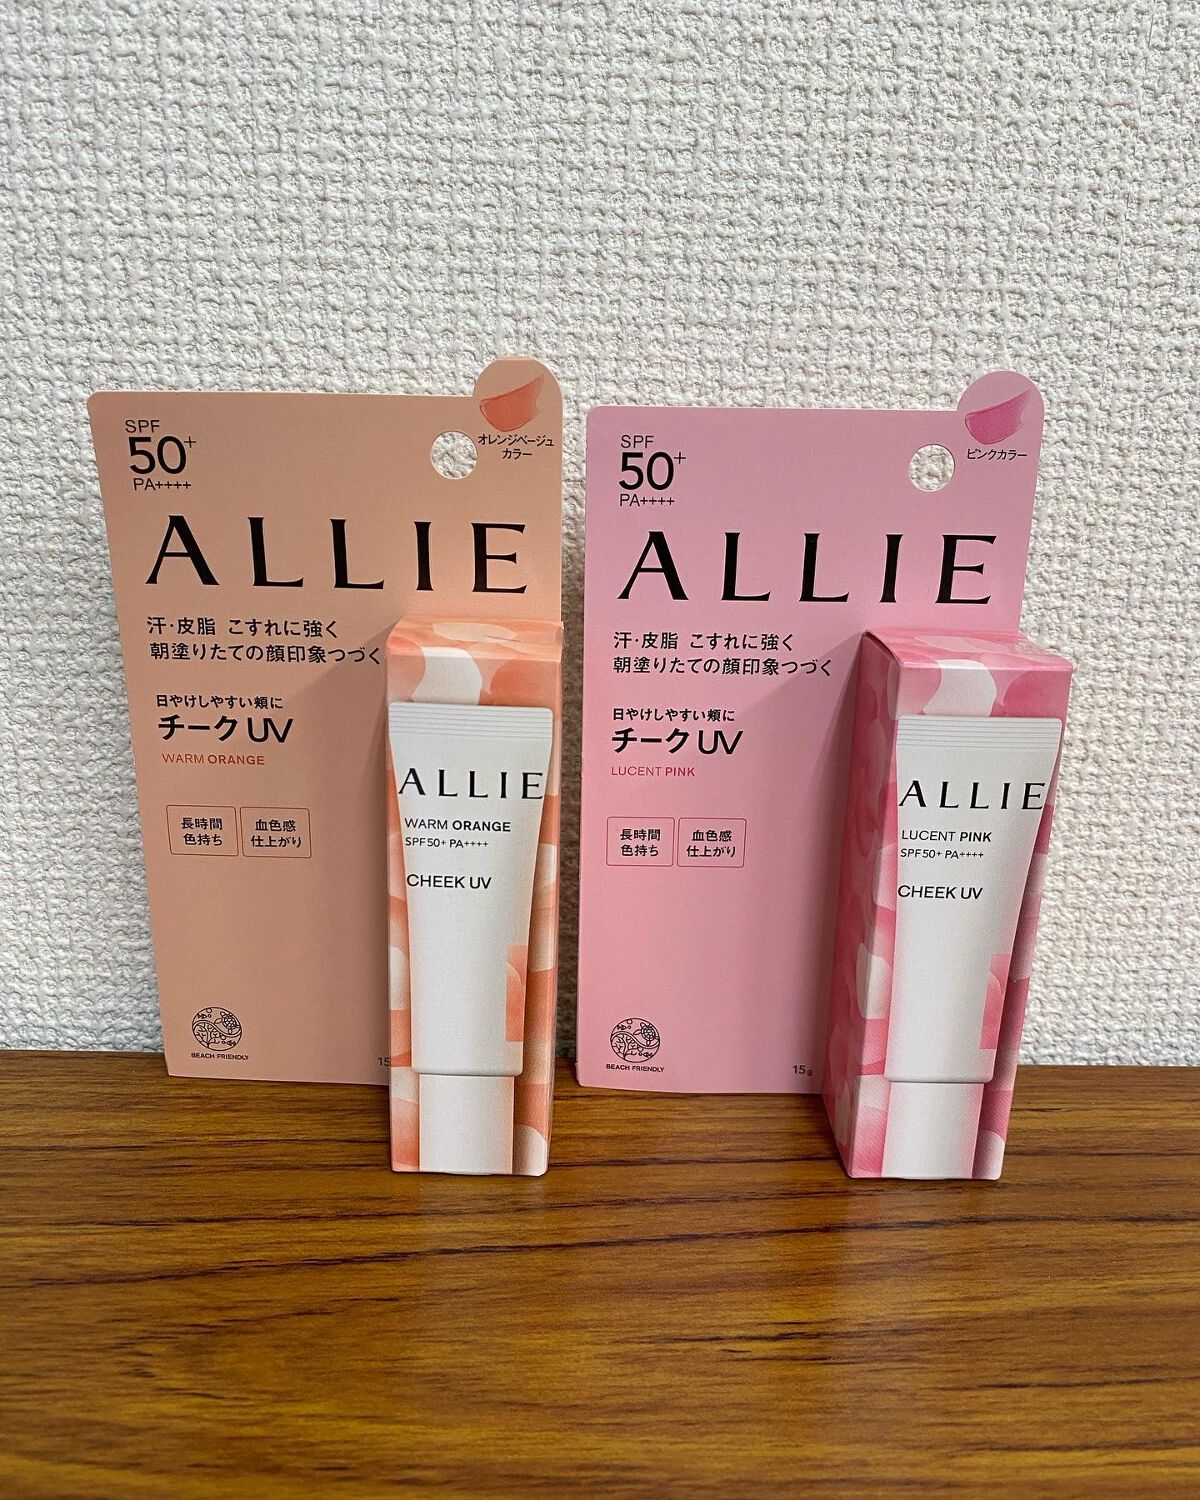 SPF
50+
PA++++
オレンジベージュ
カラー
ALLIE
汗・皮脂 こすれに強く
朝塗りたての顔印象つづく
日やけしやすい頬に
チークUV
WARM ORANGE
長時間
色持ち
血色感
仕上がり
BEACH FRIENDLY
15
ALLIE
WARM ORANGE
SPF50+ PA++++
CHEEK UV
SPF
50+
PA++++
ピンクカラー
ALLIE
汗・皮脂 こすれに強く
朝塗りたての顔印象つづく
日やけしやすい頬に
チークUV
LUCENT PINK
長時間
色持ち
血色感
仕上がり
BEACH FRIENDLY
15g
ALLIE
LUCENT PINK
SPF50+ PA++++
CHEEK UV